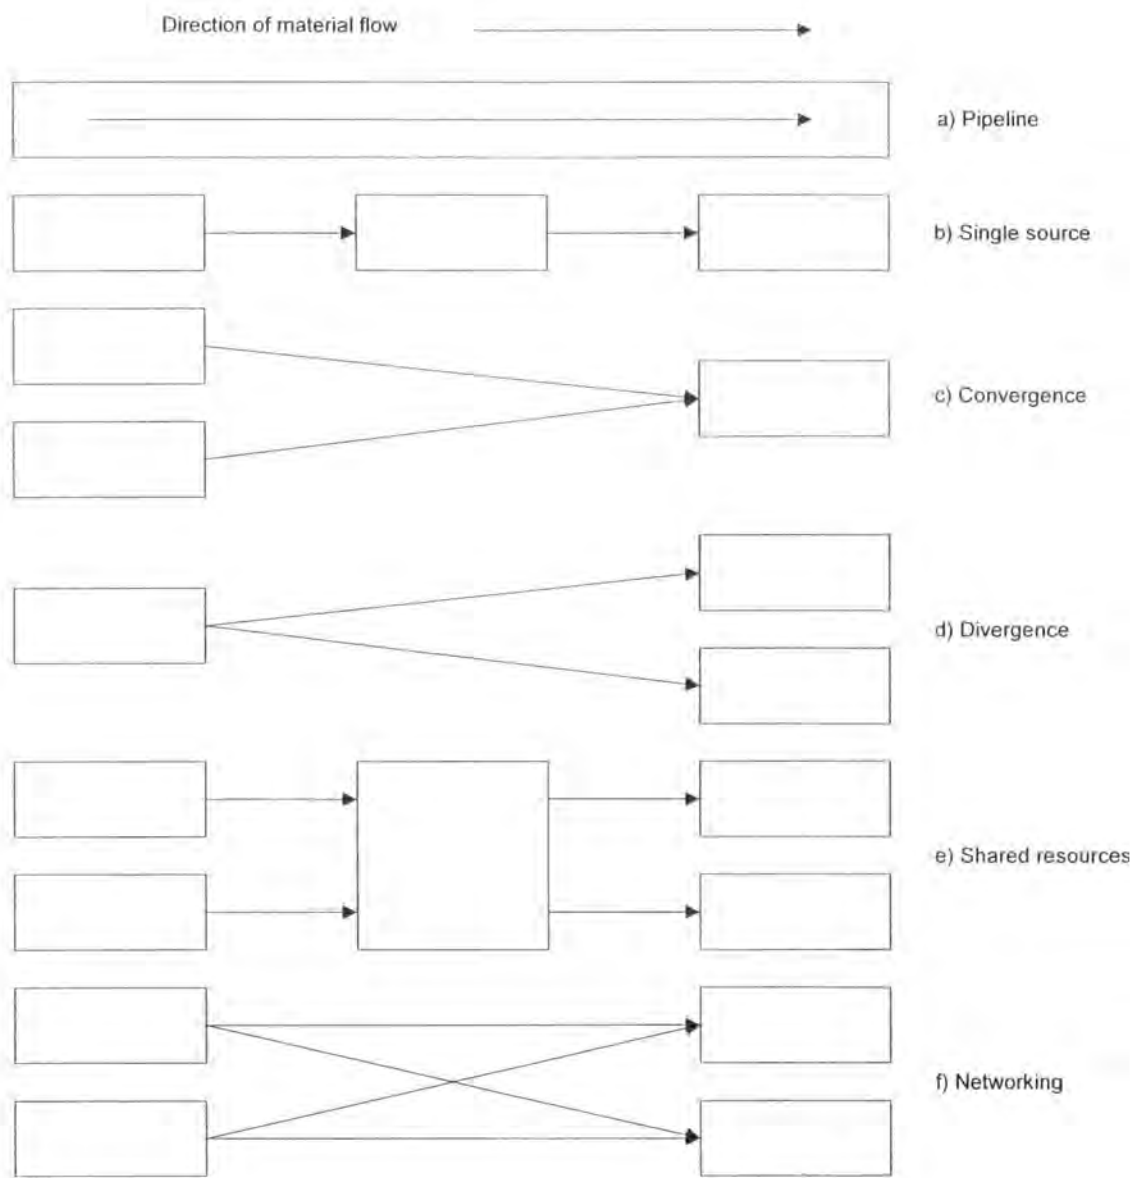 Direction of material flow
a) Pipeline
b) Single source
c) Convergence
d) Divergence
e) Shared resources
f) Networking